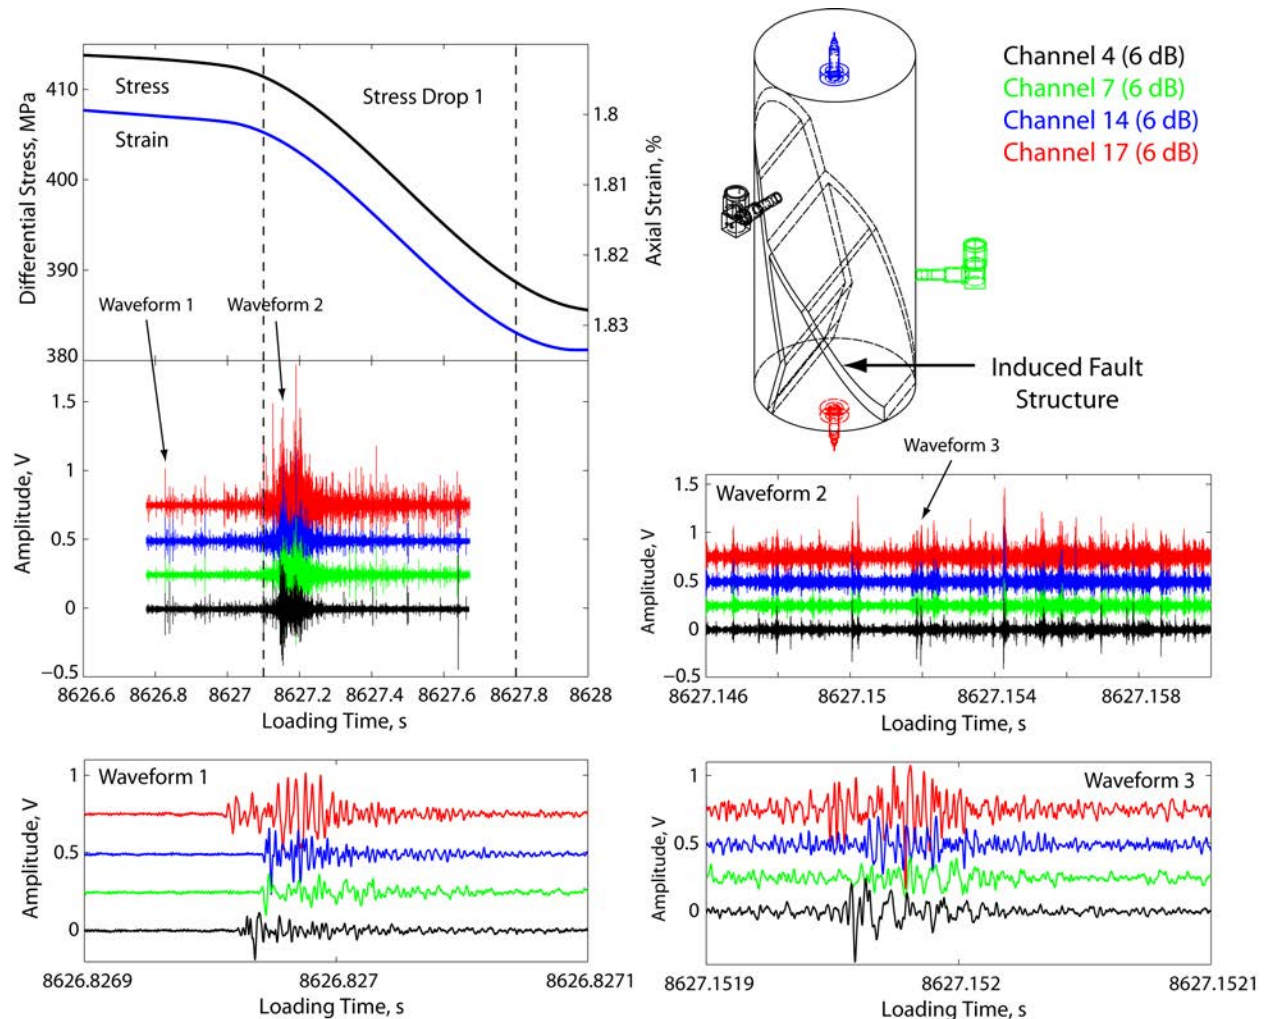 Stress
Stress Drop 1
Strain
Differential Stress, MPa
410
400
390
380
Axial Strain, %
1.8
1.81
1.82
1.83
Waveform 1
Waveform 2
Amplitude, V
1.5
1
0.5
0
−0.5
8626.6
8626.8
8627
8627.2
8627.4
8627.6
8627.8
8628
Loading Time, s
Channel 4 (6 dB)
Channel 7 (6 dB)
Channel 14 (6 dB)
Channel 17 (6 dB)
Induced Fault
Structure
Waveform 3
Waveform 2
Amplitude, V
1.5
1
0.5
0
−0.5
8627.146
8627.15
8627.154
8627.158
Loading Time, s
Waveform 1
Amplitude, V
1
0.5
0
8626.8269
8626.827
8626.8271
Loading Time, s
Waveform 3
Amplitude, V
1
0.5
0
8627.1519
8627.152
8627.1521
Loading Time, s